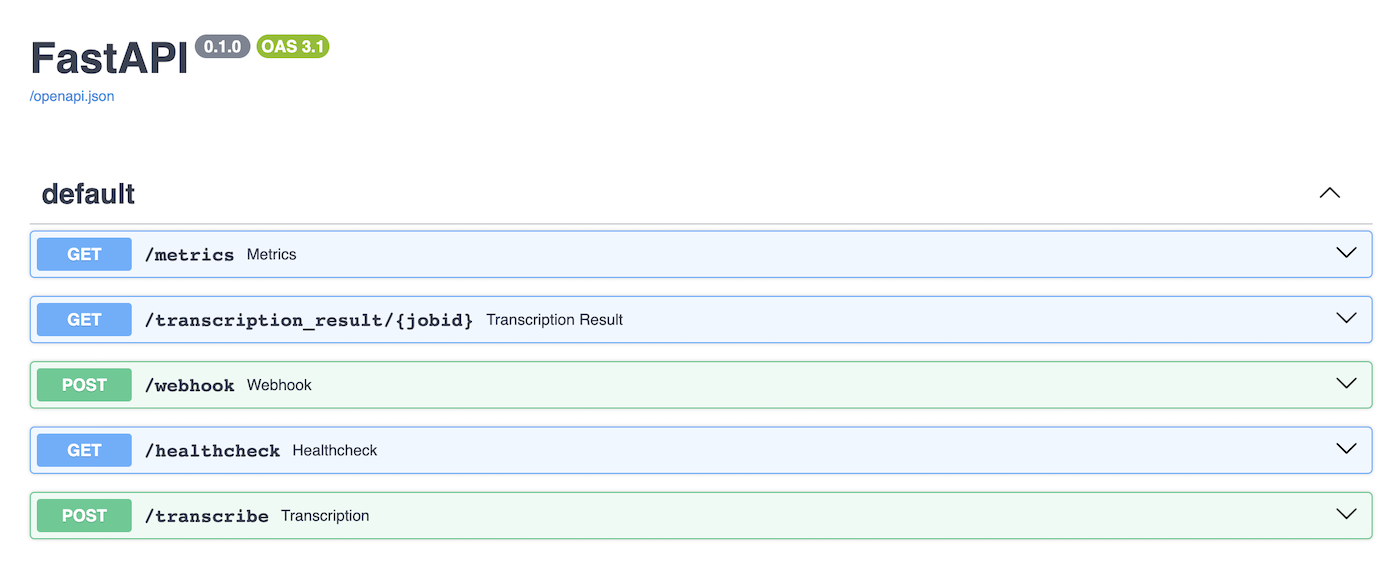 FastAPI 0.1.0 OAS 3.1
/openapi.json
default
GET /metrics Metrics
GET /transcription_result/{jobid} Transcription Result
POST /webhook Webhook
GET /healthcheck Healthcheck
POST /transcribe Transcription